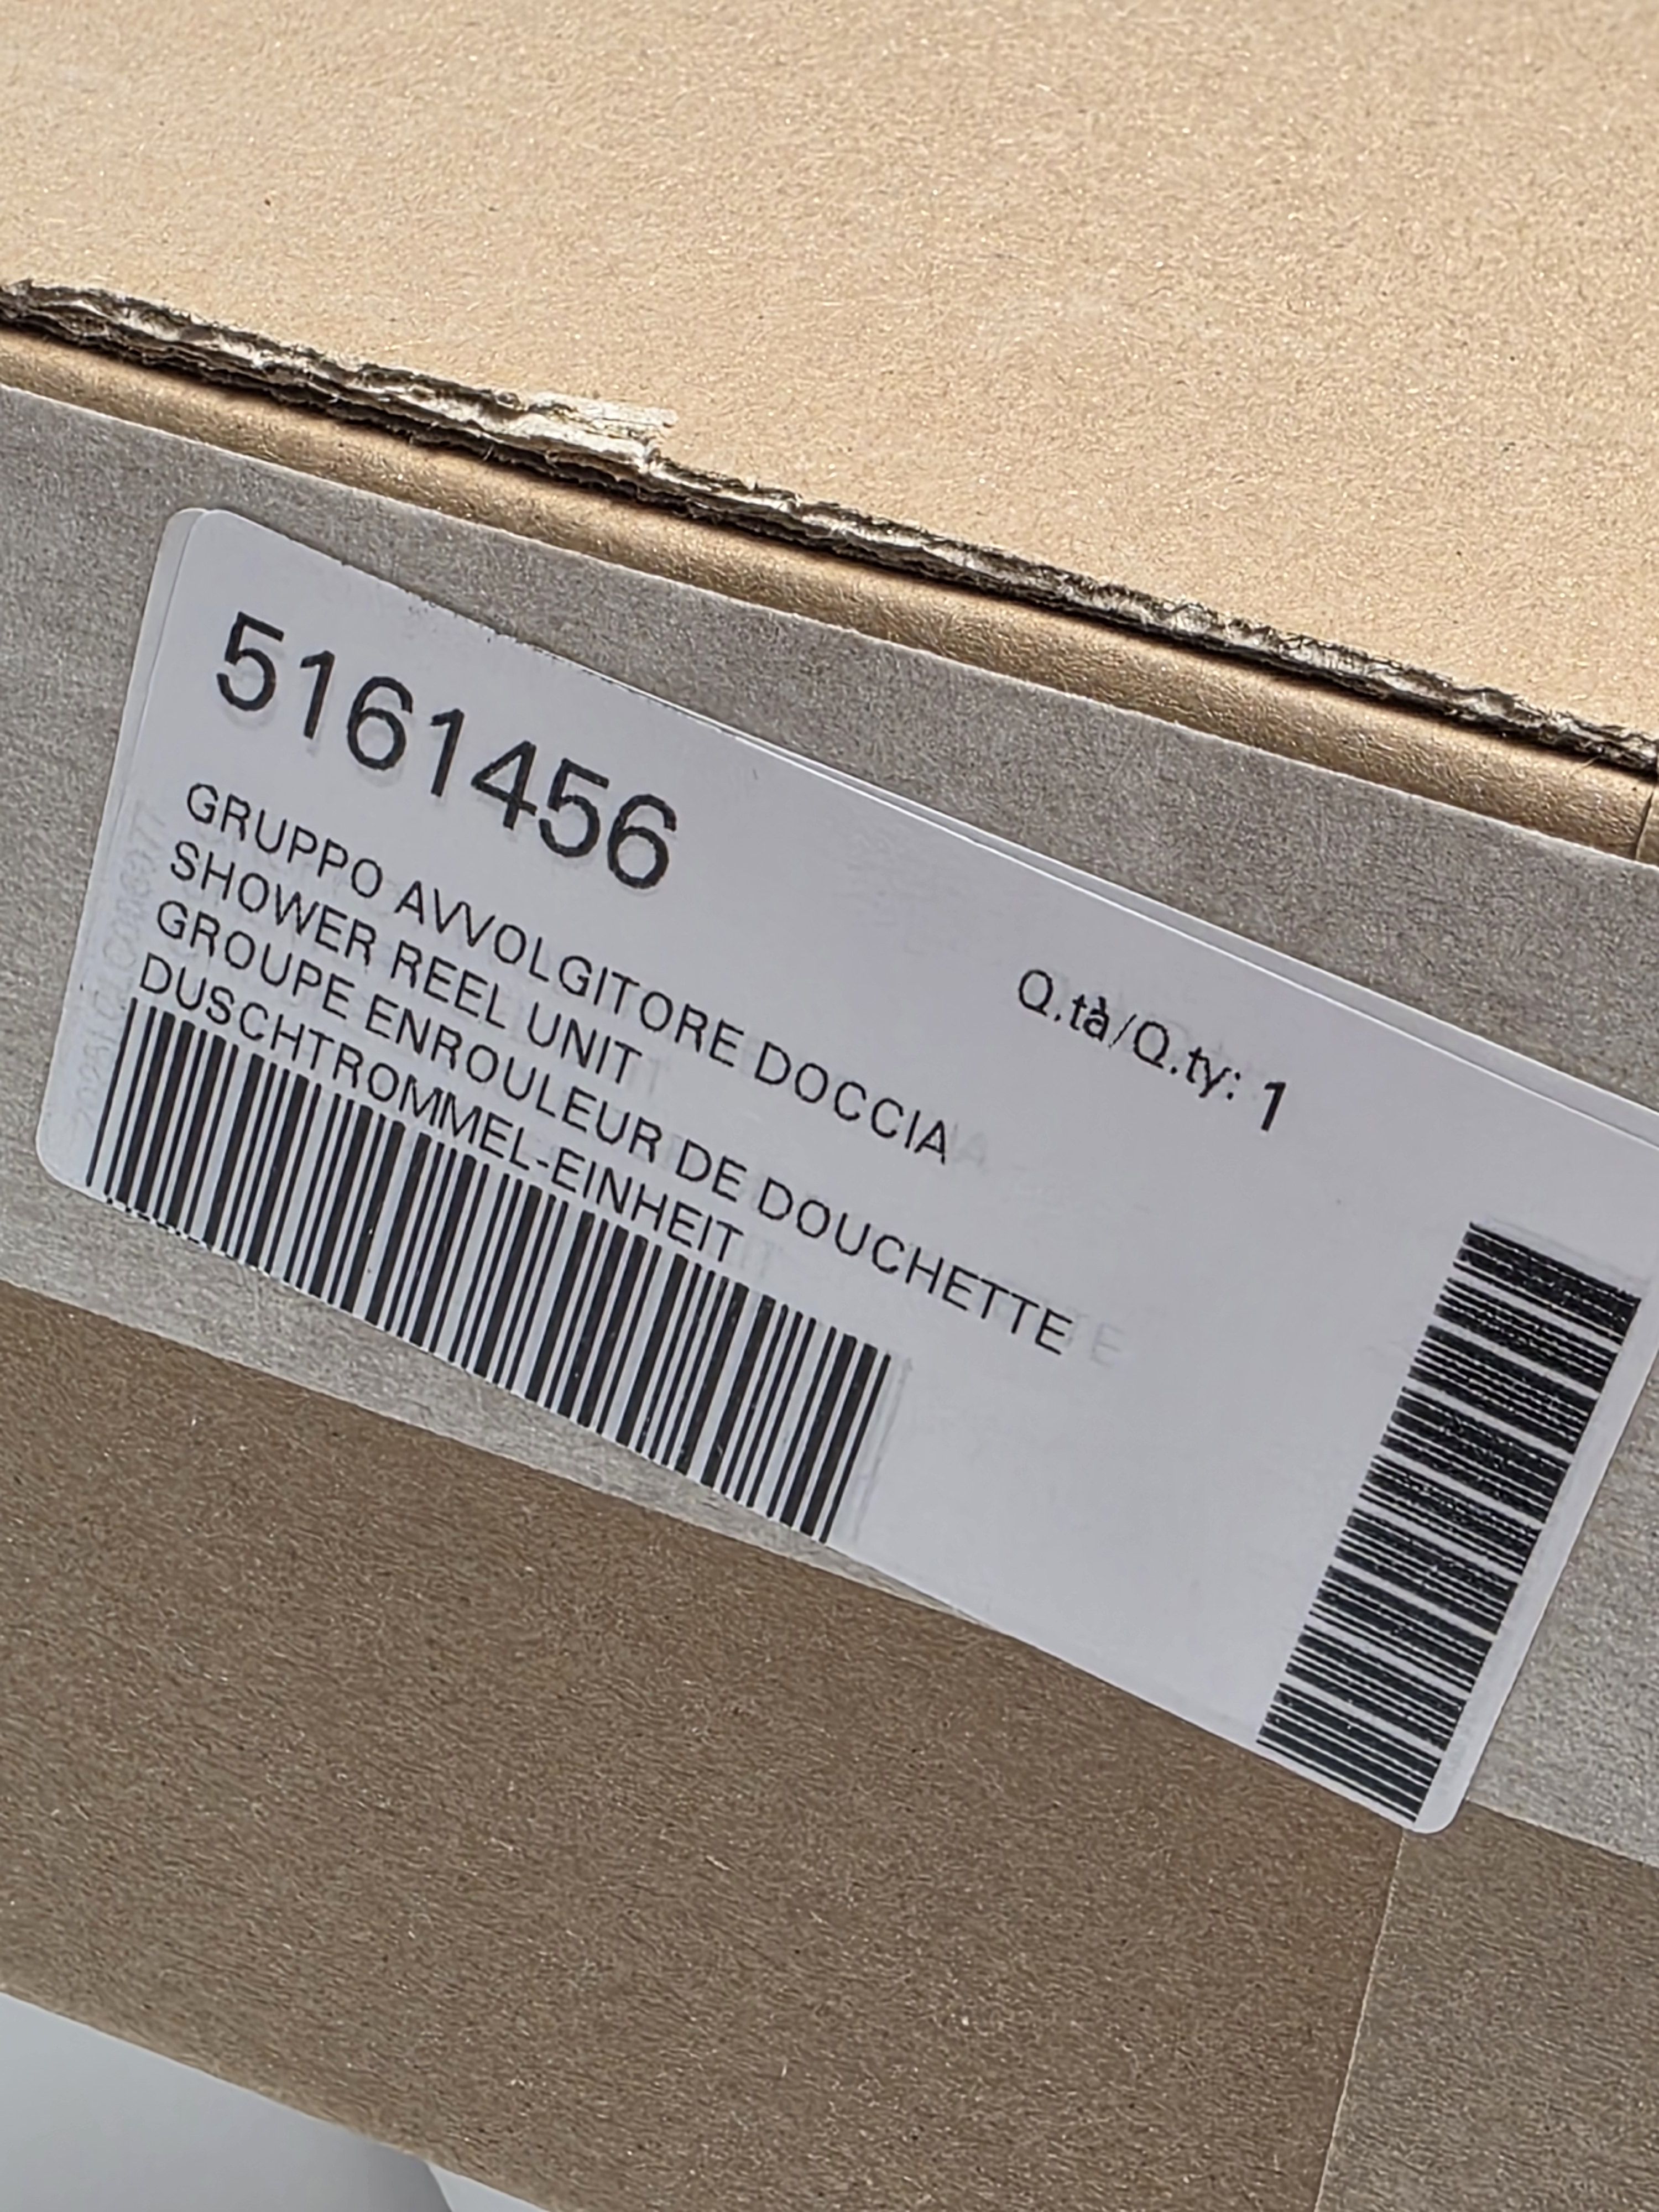 5161456
GRUPPO AVVOLGITORE DOCCIA
SHOWER REEL UNIT
GROUPE ENROULEUR DE DOUCHETTE
DUSCHTROMMEL-EINHEIT
Q.tà/Q.ty: 1